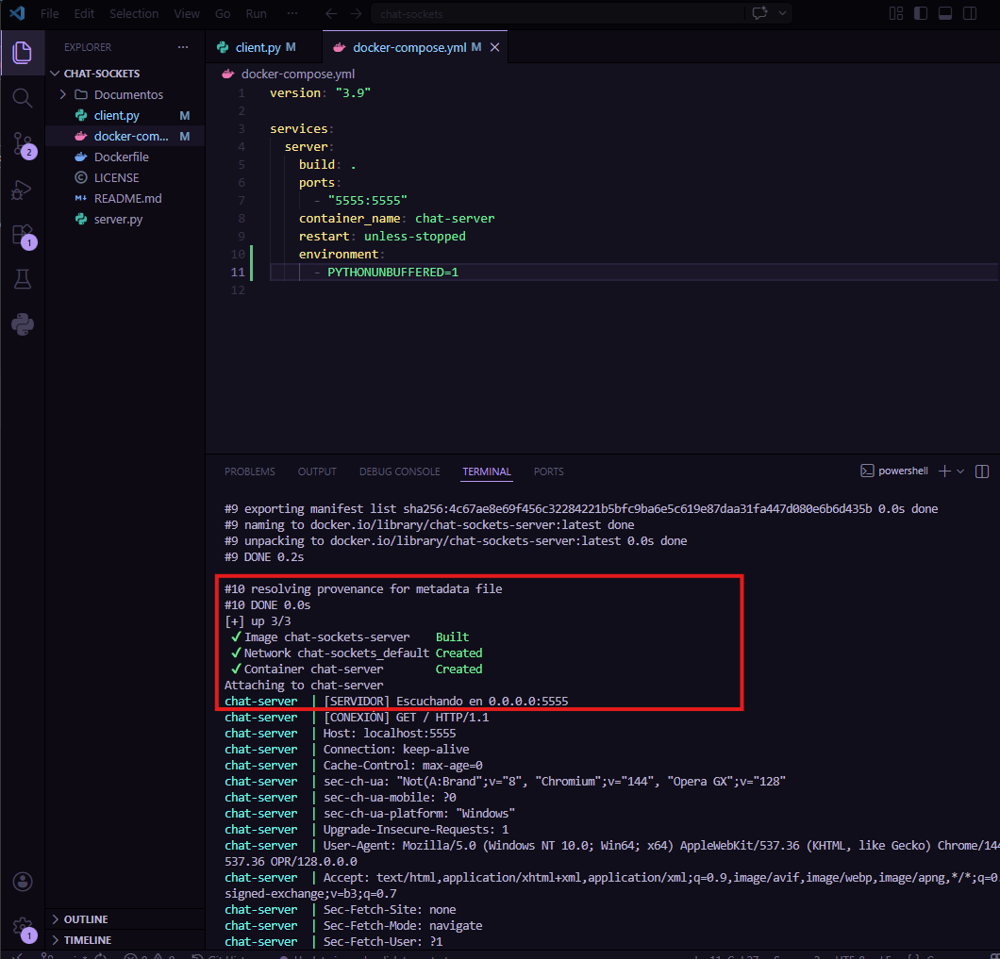 File Edit Selection View Go Run ··· chat-sockets
EXPLORER ···
CHAT-SOCKETS
Documentos
client.py M
docker-com... M
Dockerfile
LICENSE
README.md
server.py
OUTLINE
TIMELINE
2
1
1
client.py M docker-compose.yml M
docker-compose.yml
1 version: "3.9"
2
3 services:
4 server:
5 build: .
6 ports:
7 - "5555:5555"
8 container_name: chat-server
9 restart: unless-stopped
10 environment:
11 - PYTHONUNBUFFERED=1
12
PROBLEMS OUTPUT DEBUG CONSOLE TERMINAL PORTS powershell
#9 exporting manifest list sha256:4c67ae8e69f456c32284221b5bfc9ba6e5c619e87daa31fa447d080e6b6d435b 0.0s done
#9 naming to docker.io/library/chat-sockets-server:latest done
#9 unpacking to docker.io/library/chat-sockets-server:latest 0.0s done
#9 DONE 0.2s
#10 resolving provenance for metadata file
#10 DONE 0.0s
[+] up 3/3
✓Image chat-sockets-server Built
✓Network chat-sockets_default Created
✓Container chat-server Created
Attaching to chat-server
chat-server | [SERVIDOR] Escuchando en 0.0.0.0:5555
chat-server | [CONEXIÓN] GET / HTTP/1.1
chat-server | Host: localhost:5555
chat-server | Connection: keep-alive
chat-server | Cache-Control: max-age=0
chat-server | sec-ch-ua: "Not(A:Brand";v="8", "Chromium";v="144", "Opera GX";v="128"
chat-server | sec-ch-ua-mobile: ?0
chat-server | sec-ch-ua-platform: "Windows"
chat-server | Upgrade-Insecure-Requests: 1
chat-server | User-Agent: Mozilla/5.0 (Windows NT 10.0; Win64; x64) AppleWebKit/537.36 (KHTML, like Gecko) Chrome/144
537.36 OPR/128.0.0.0
chat-server | Accept: text/html,application/xhtml+xml,application/xml;q=0.9,image/avif,image/webp,image/apng,*/*;q=0.
signed-exchange;v=b3;q=0.7
chat-server | Sec-Fetch-Site: none
chat-server | Sec-Fetch-Mode: navigate
chat-server | Sec-Fetch-User: ?1